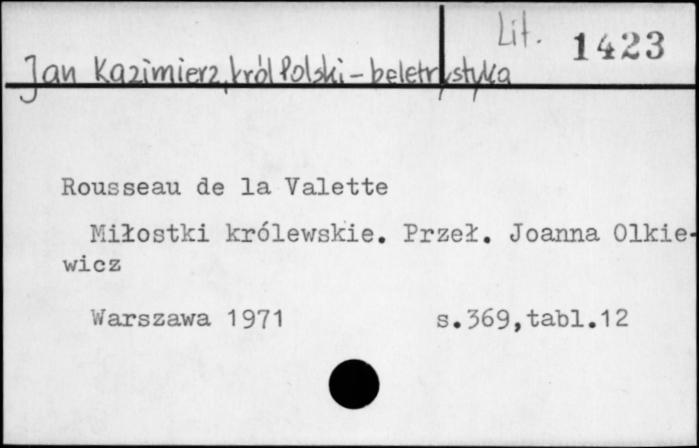 Lit. 1423
Jan Kazimierz, król Polski - beletrystyka
Rousseau de la Valette
Miłostki królewskie. Przeł. Joanna Olkie-
wicz
Warszawa 1971 s.369,tabl.12